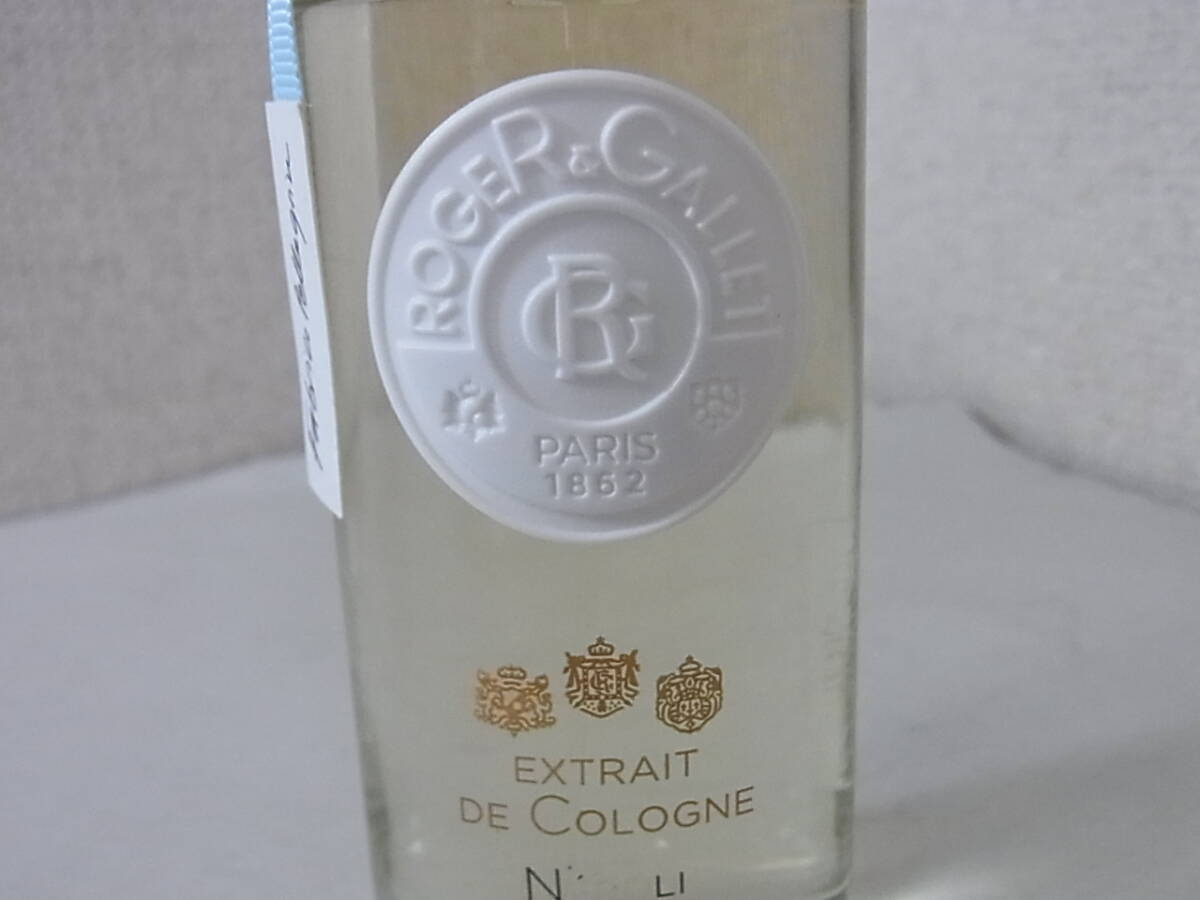 ROGER & GALLET
RG
PARIS
1862
EXTRAIT
DE COLOGNE